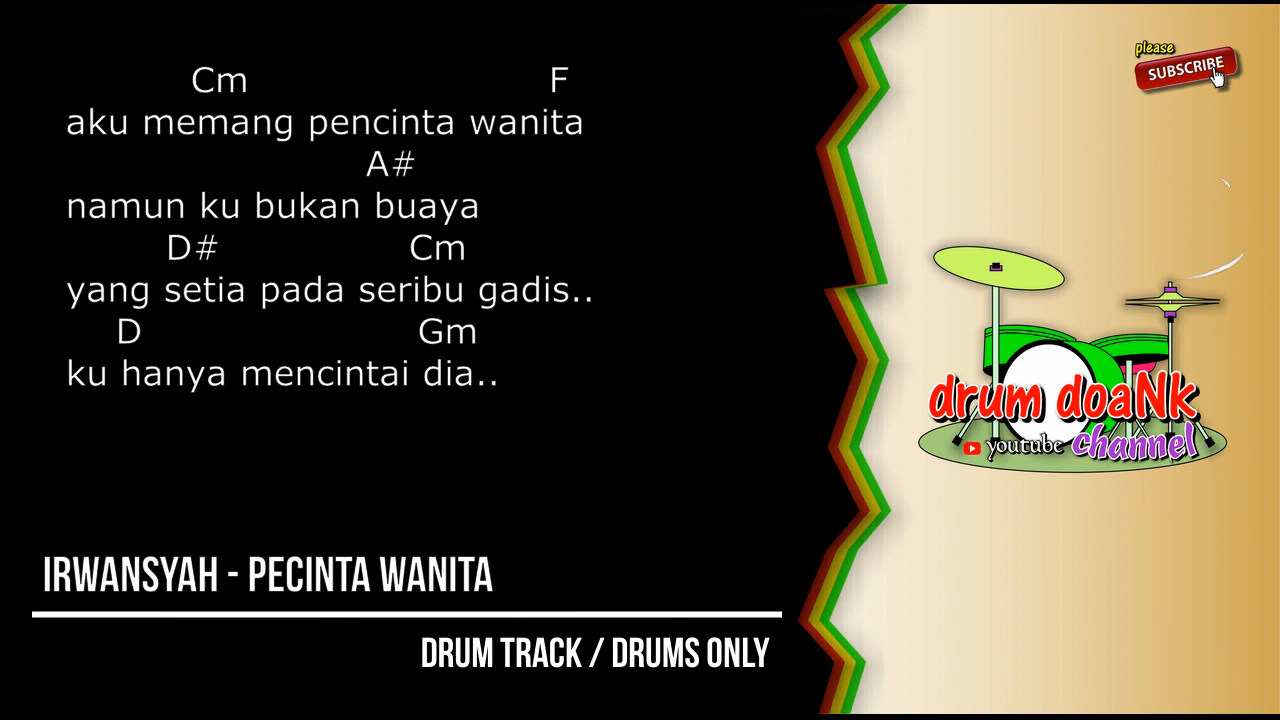 Cm F
aku memang pencinta wanita
A#
namun ku bukan buaya
D# Cm
yang setia pada seribu gadis..
D Gm
ku hanya mencintai dia..
IRWANSYAH - PECINTA WANITA
DRUM TRACK / DRUMS ONLY
please
SUBSCRIBE
drum doaNk
youtube channel